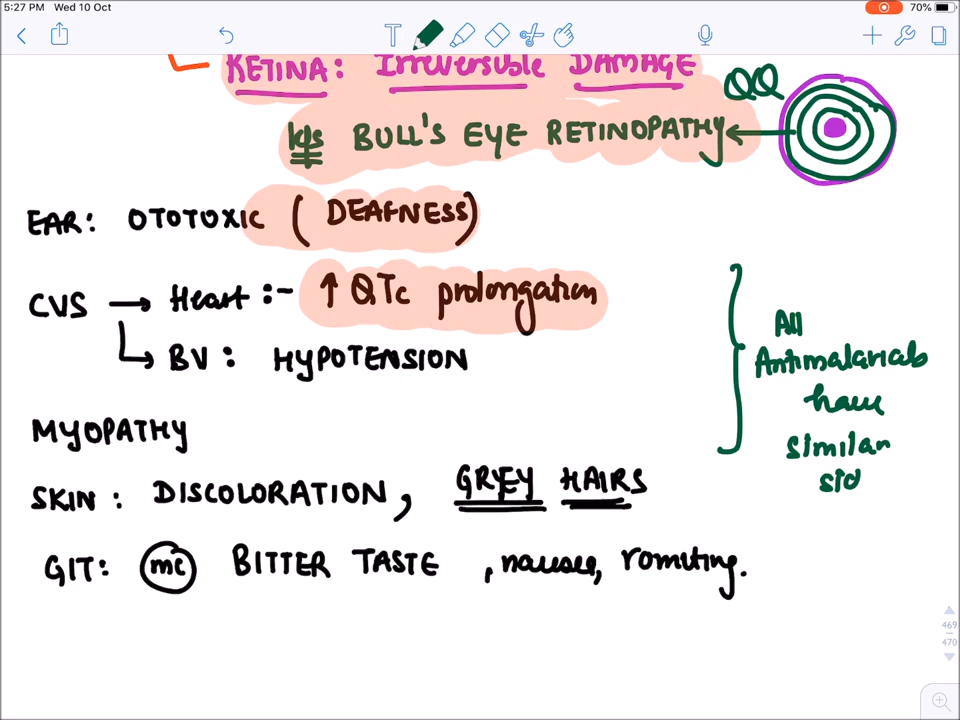 5:27 PM Wed 10 Oct
70%
RETINA: Irreversible DAMAGE
QQ
k/s BULL'S EYE RETINOPATHY
EAR: OTOTOXIC ( DEAFNESS)
CVS → Heart :- ↑ QTc prolongation
↳ BV : HYPOTENSION
All
Antimalarials
have
similar
MYOPATHY
SKIN : DISCOLORATION, GREY HAIRS
GIT: mc BITTER TASTE , nausea, vomiting.
469
470